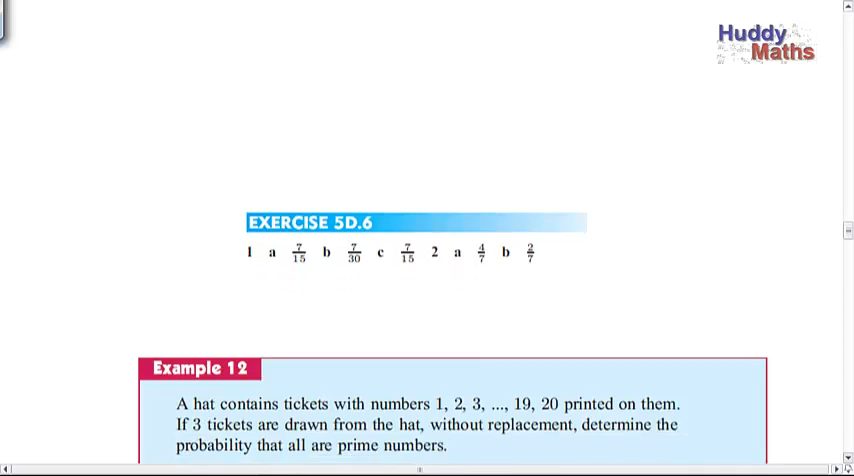 Huddy
Maths
EXERCISE 5D.6
1 a 7/15 b 7/30 c 7/15 2 a 4/7 b 2/7
Example 12
A hat contains tickets with numbers 1, 2, 3, ..., 19, 20 printed on them.
If 3 tickets are drawn from the hat, without replacement, determine the
probability that all are prime numbers.